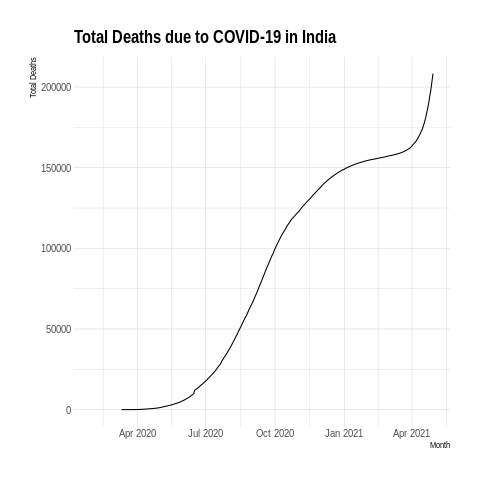 Total Deaths due to COVID-19 in India
Total Deaths
200000
150000
100000
50000
0
Apr 2020 Jul 2020 Oct 2020 Jan 2021 Apr 2021
Month